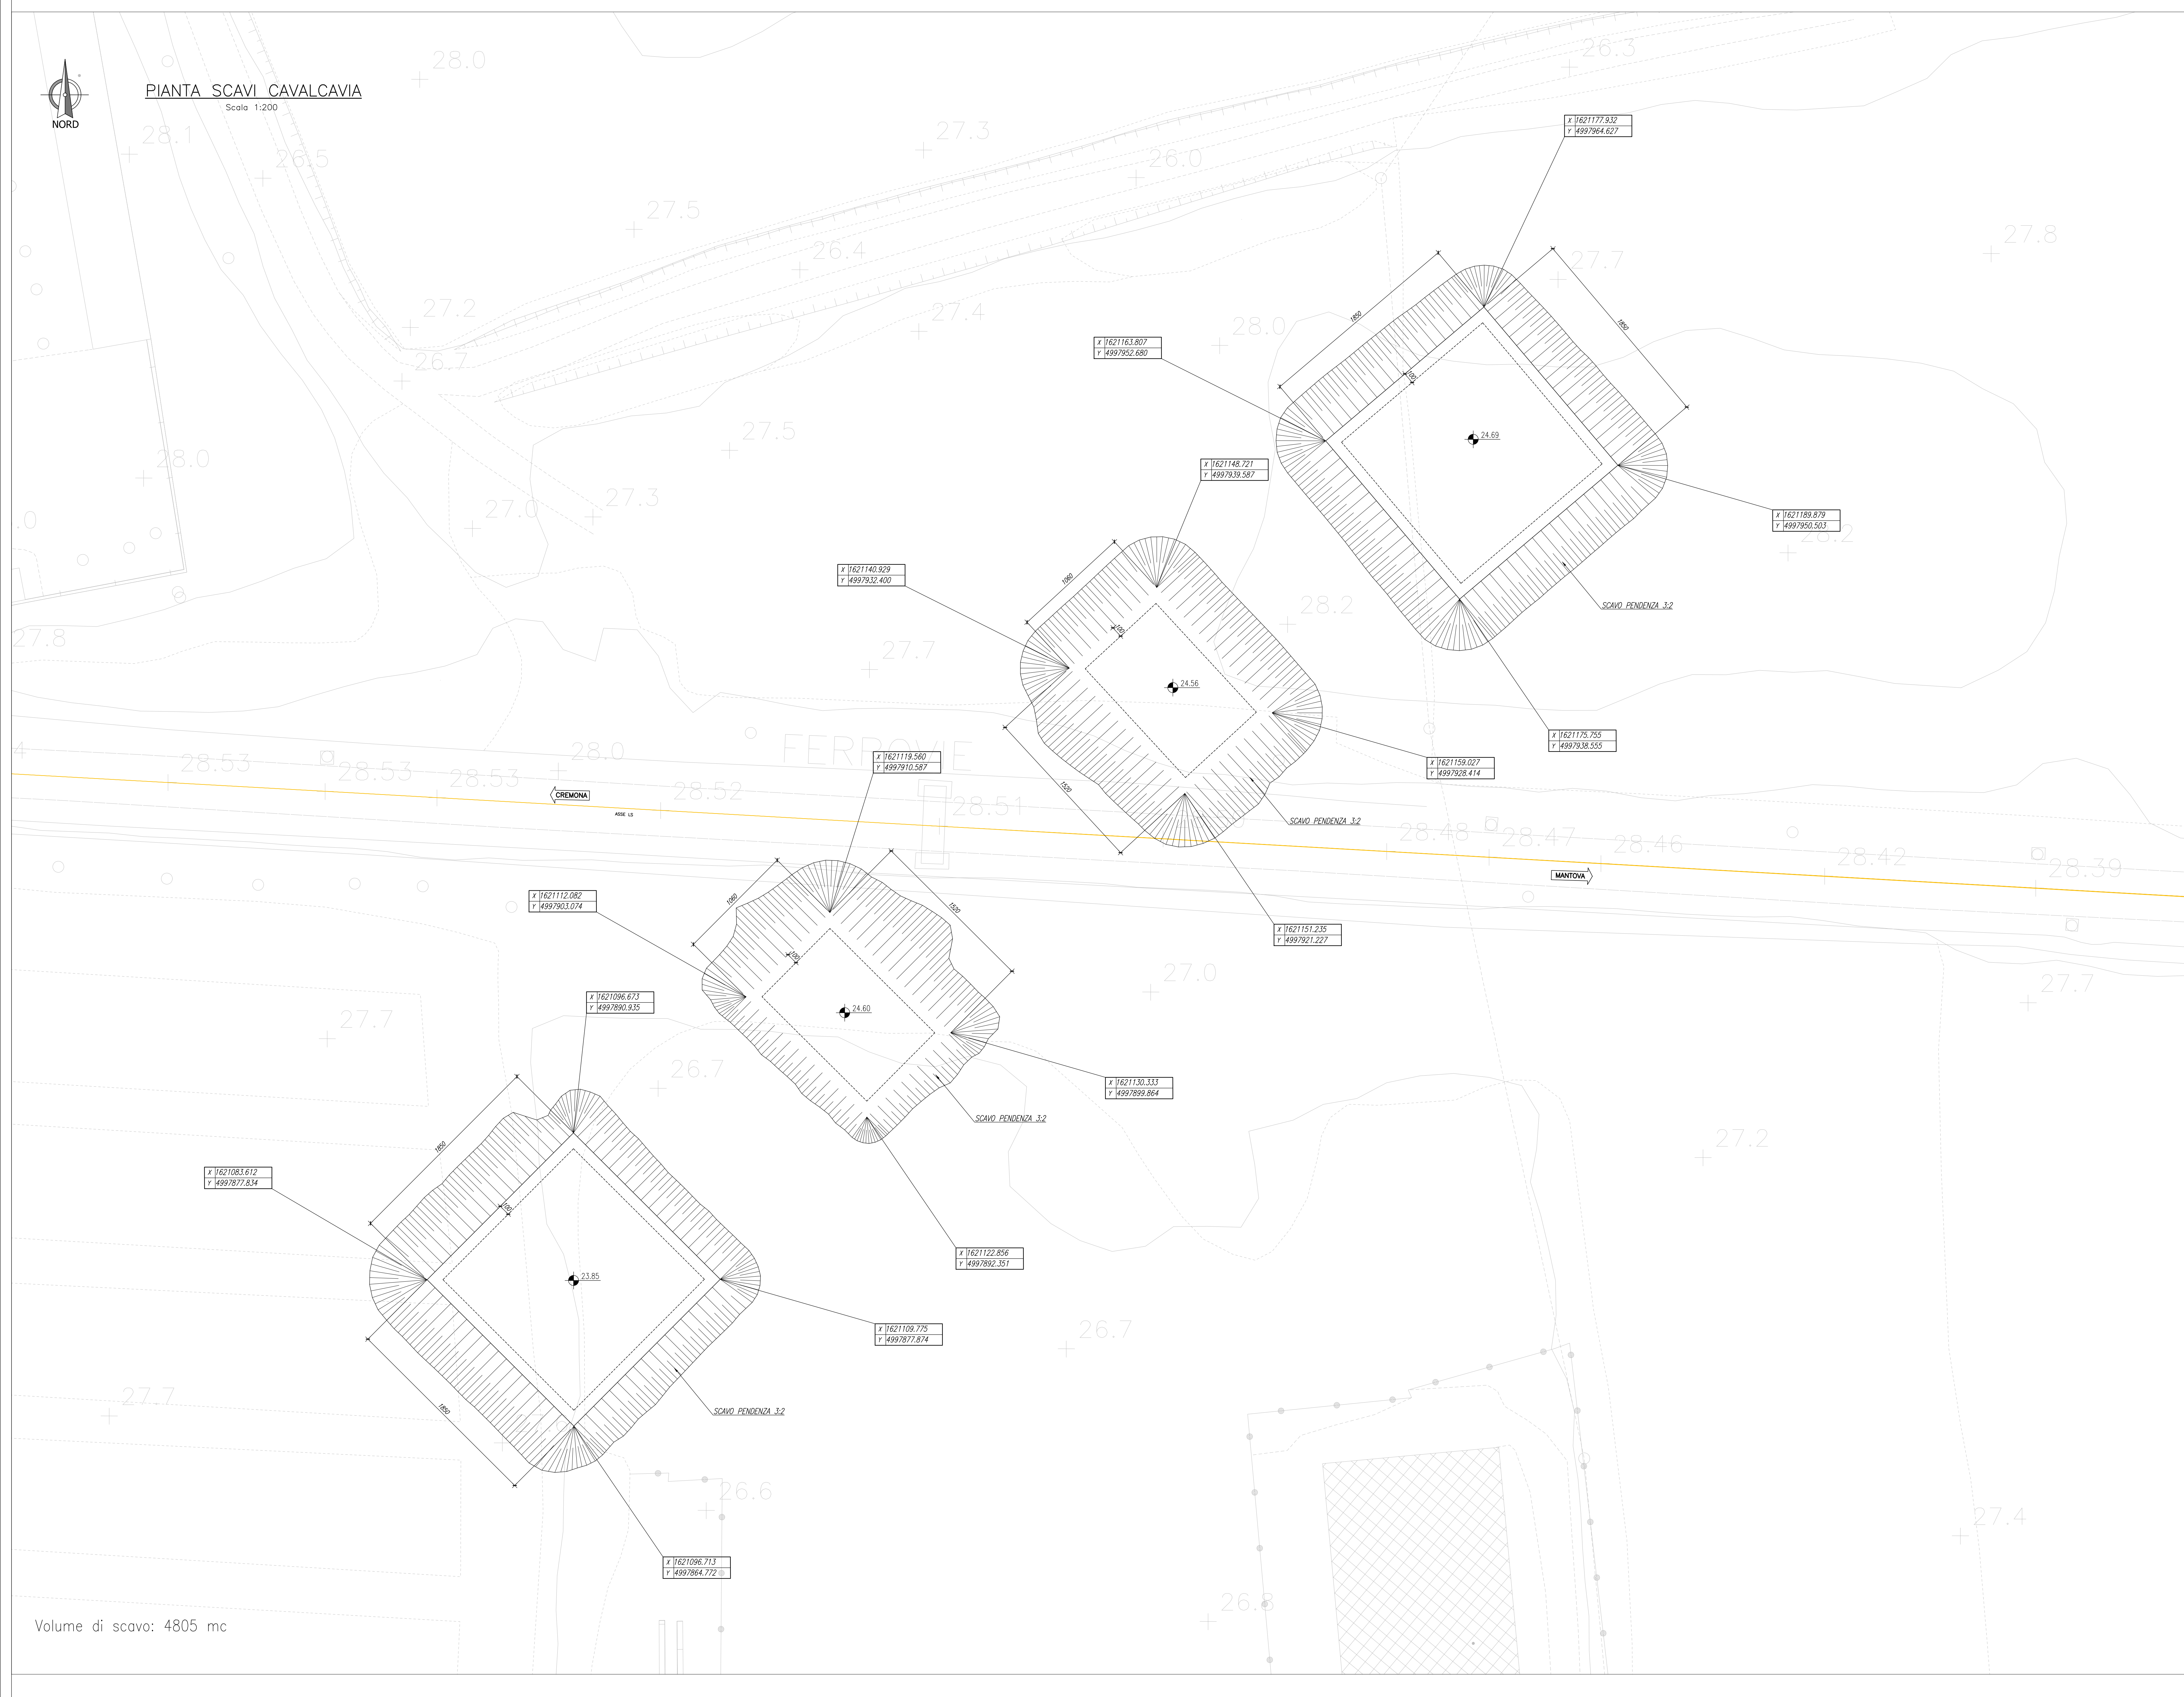 PIANTA SCAVI CAVALCAVIA
Scala 1:200
NORD
28.0
26.3
28.1
26.5
27.3
26.0
27.5
27.8
26.4
27.7
27.2
27.4
28.0
26.7
27.5
28.0
27.0
27.3
28.2
28.2
27.8
27.7
X 1621177.932
Y 4997964.627
1850
1850
100
X 1621163.807
Y 4997952.680
24.69
X 1621189.879
Y 4997950.503
SCAVO PENDENZA 3:2
X 1621175.755
Y 4997938.555
X 1621148.721
Y 4997939.587
X 1621140.929
Y 4997932.400
1060
100
24.56
1520
X 1621159.027
Y 4997928.414
SCAVO PENDENZA 3:2
X 1621151.235
Y 4997921.227
FERROVIE
28.53
28.53
28.53
28.0
28.52
28.51
28.48
28.47
28.46
28.42
28.39
CREMONA
ASSE LS
MANTOVA
X 1621119.560
Y 4997910.587
X 1621112.082
Y 4997903.074
1060
1520
100
24.60
X 1621130.333
Y 4997899.864
SCAVO PENDENZA 3:2
X 1621122.856
Y 4997892.351
27.0
27.7
27.7
26.7
27.2
X 1621096.673
Y 4997890.935
X 1621083.612
Y 4997877.834
1850
100
23.85
1850
X 1621109.775
Y 4997877.874
SCAVO PENDENZA 3:2
X 1621096.713
Y 4997864.772
26.7
27.7
26.6
27.4
26.8
Volume di scavo: 4805 mc